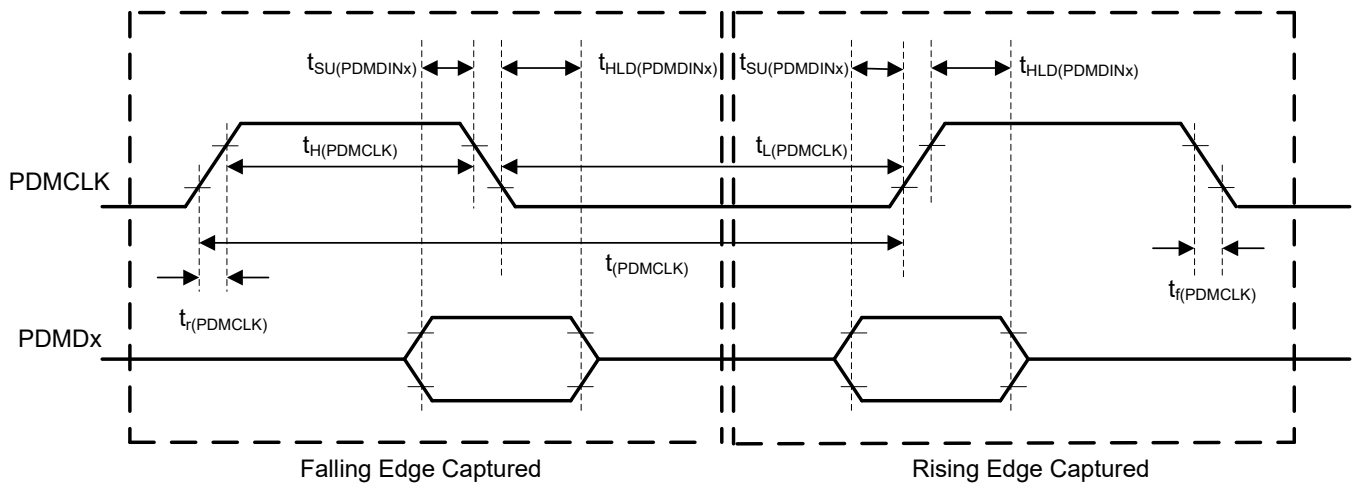 tSU(PDMDINx)
tHLD(PDMDINx)
tSU(PDMDINx)
tHLD(PDMDINx)
tH(PDMCLK)
tL(PDMCLK)
PDMCLK
t(PDMCLK)
tr(PDMCLK)
tf(PDMCLK)
PDMDx
Falling Edge Captured
Rising Edge Captured